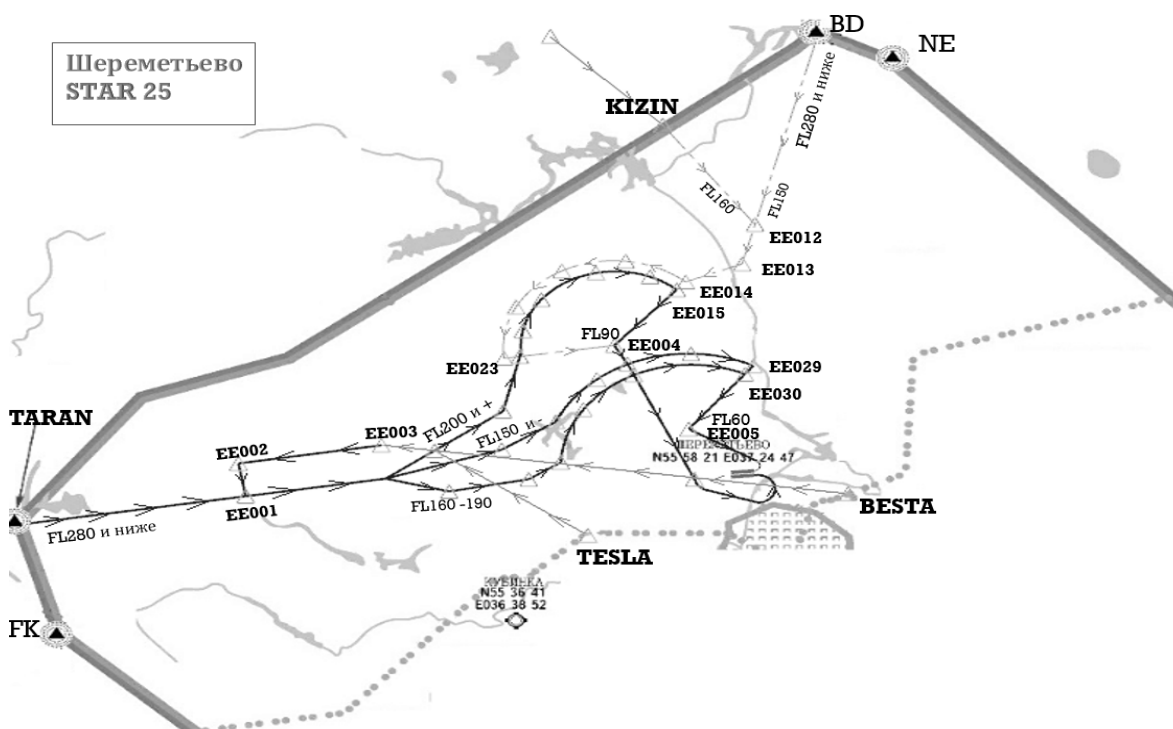 Шереметьево
STAR 25
BD
NE
KIZIN
FL280 и ниже
FL160
FL150
EE012
EE013
EE014
EE015
FL90
EE004
EE023
EE029
EE030
TARAN
FL200 и +
FL150 и -
FL60
EE005
ШЕРЕМЕТЬЕВО
N55 58 21 E037 24 47
EE003
EE002
EE001
FL160 -190
BESTA
FL280 и ниже
TESLA
КУБИНКА
N55 36 41
E036 38 52
FK